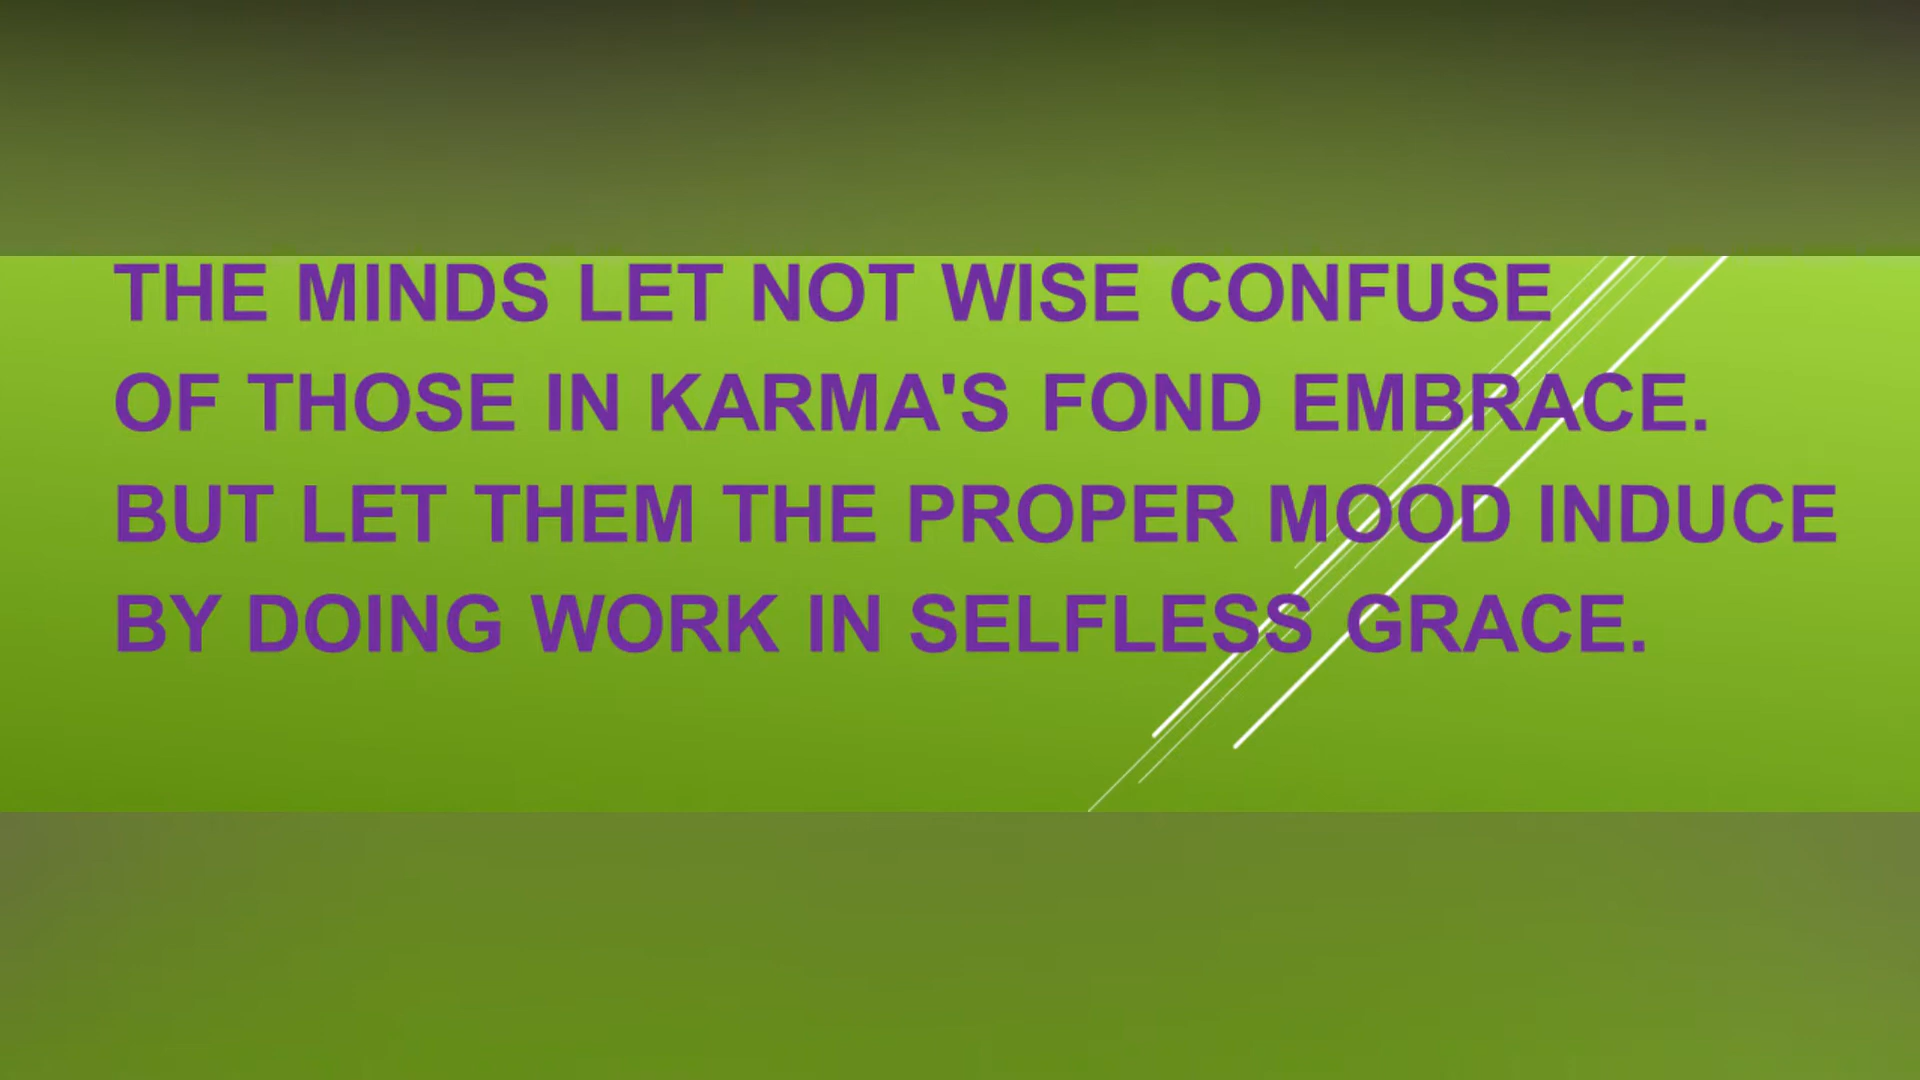 THE MINDS LET NOT WISE CONFUSE
OF THOSE IN KARMA'S FOND EMBRACE.
BUT LET THEM THE PROPER MOOD INDUCE
BY DOING WORK IN SELFLESS GRACE.